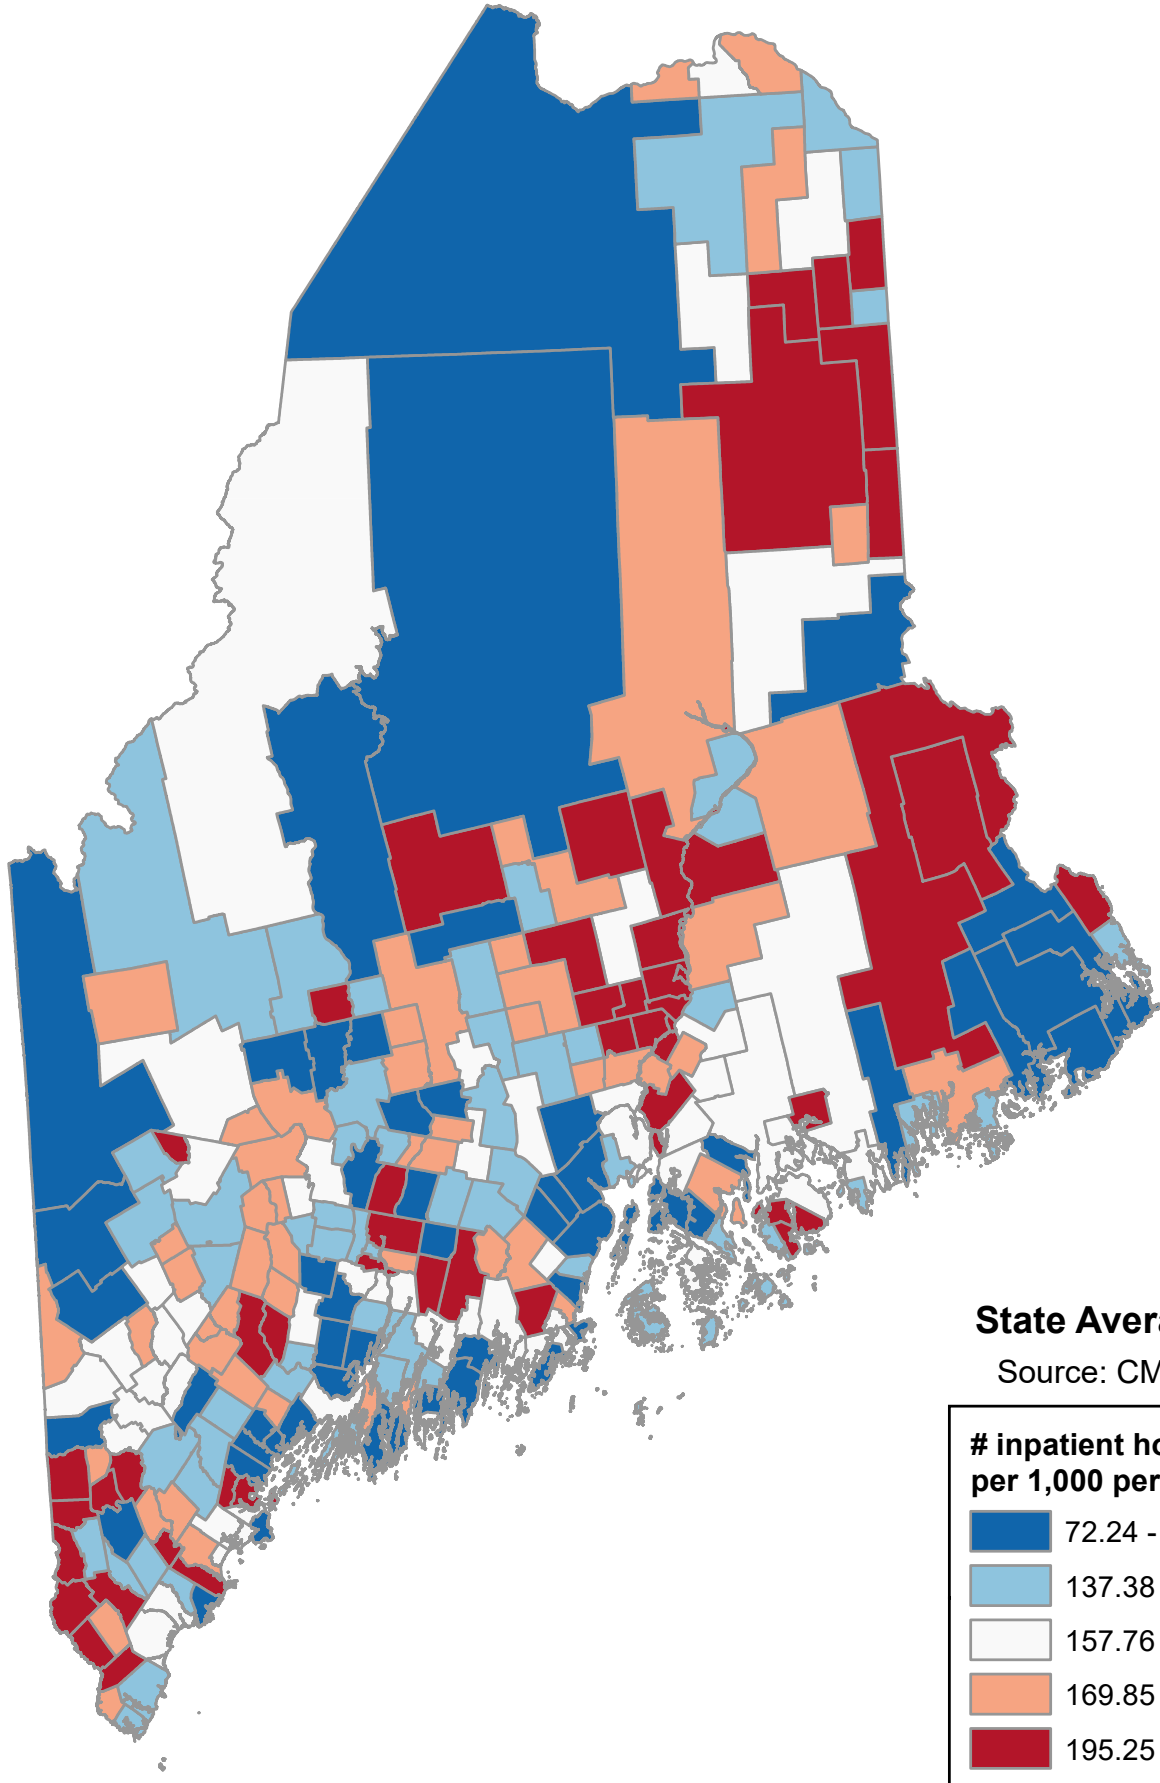 State Avera
Source: CM
# inpatient ho
per 1,000 per
72.24 -
137.38
157.76
169.85
195.25